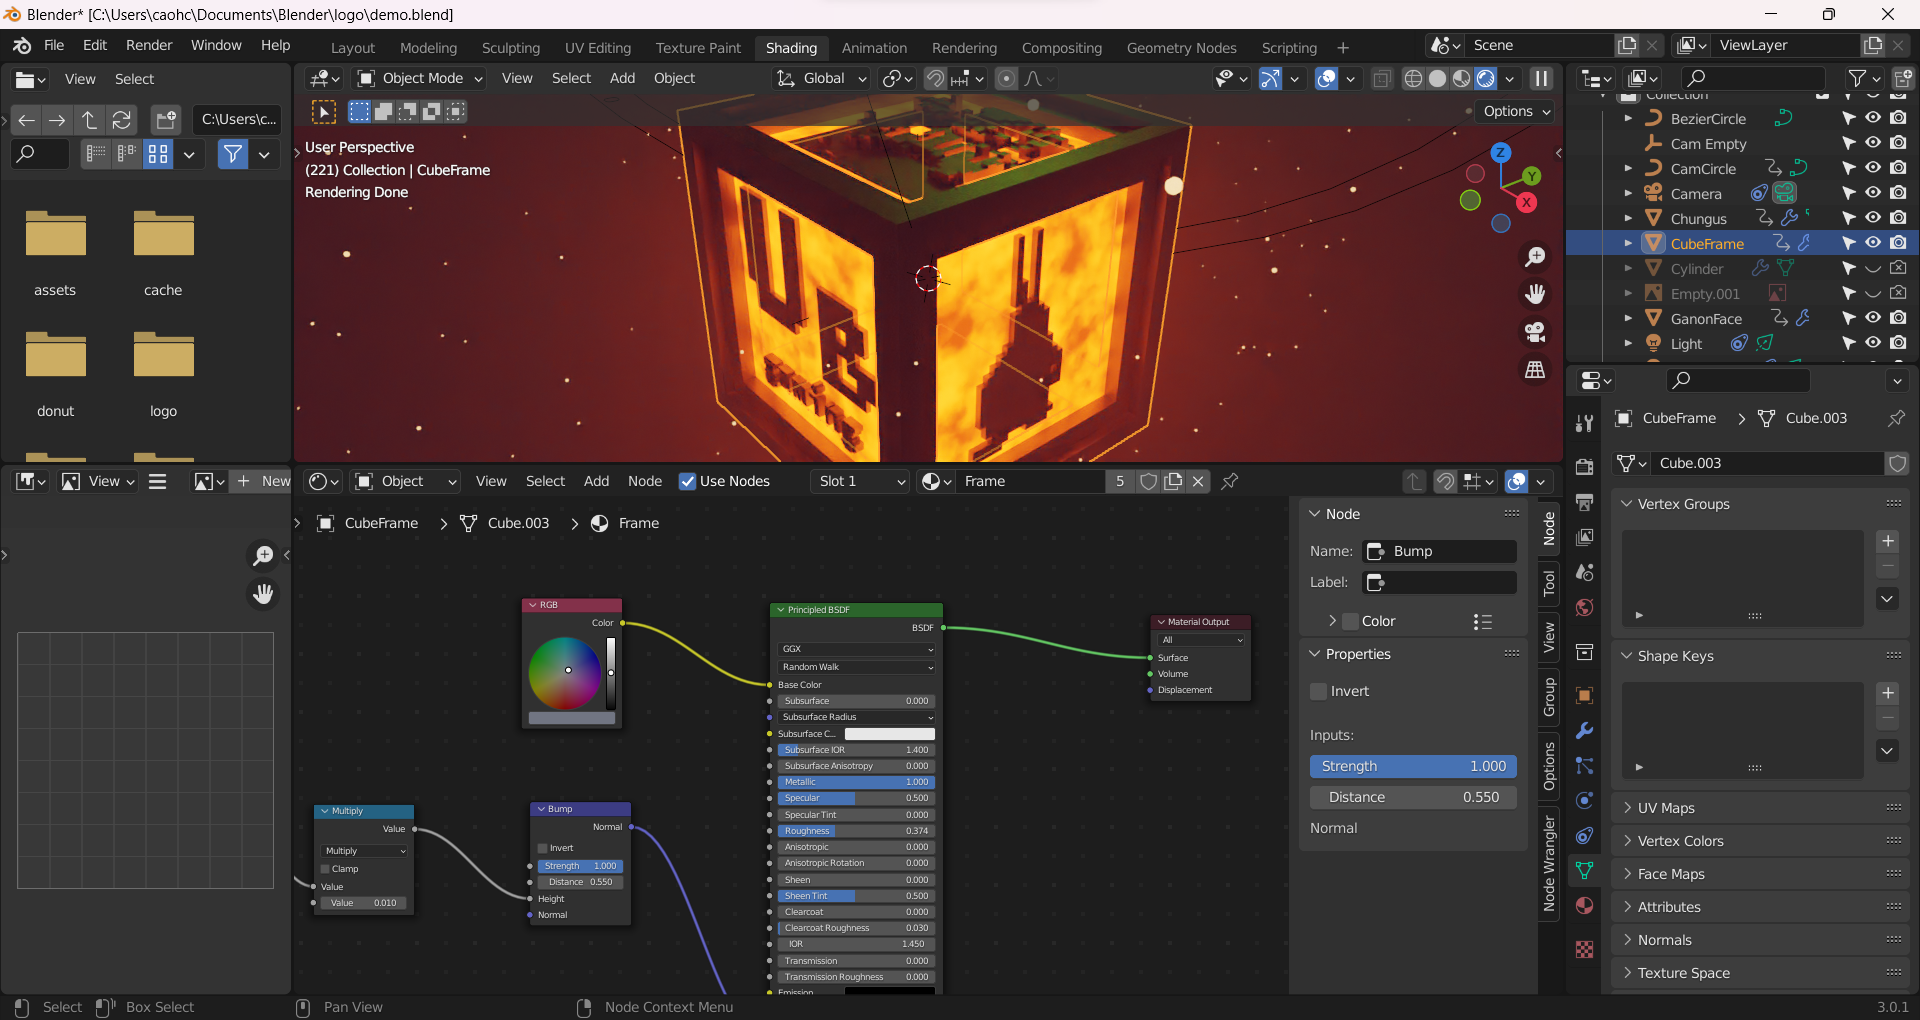 Blender* [C:\Users\caohc\Documents\Blender\logo\demo.blend]
File Edit Render Window Help Layout Modeling Sculpting UV Editing Texture Paint Shading Animation Rendering Compositing Geometry Nodes Scripting + Scene ViewLayer
View Select
C:\Users\c...
assets cache
donut logo
Object Mode View Select Add Object Global
Options
User Perspective
(221) Collection | CubeFrame
Rendering Done
Z
Y
X
Collection
BezierCircle
Cam Empty
CamCircle
Camera
Chungus
CubeFrame
Cylinder
Empty.001
GanonFace
Light
View + New
Object View Select Add Node Use Nodes Slot 1 Frame 5
CubeFrame > Cube.003 > Frame
RGB
Color
Multiply
Value
Multiply
Clamp
Value
Value 0.010
Bump
Normal
Invert
Strength 1.000
Distance 0.550
Height
Normal
Principled BSDF
BSDF
GGX
Random Walk
Base Color
Subsurface 0.000
Subsurface Radius
Subsurface C...
Subsurface IOR 1.400
Subsurface Anisotropy 0.000
Metallic 1.000
Specular 0.500
Specular Tint 0.000
Roughness 0.374
Anisotropic 0.000
Anisotropic Rotation 0.000
Sheen 0.000
Sheen Tint 0.500
Clearcoat 0.000
Clearcoat Roughness 0.030
IOR 1.450
Transmission 0.000
Transmission Roughness 0.000
Emission
Material Output
All
Surface
Volume
Displacement
Node
Name: Bump
Label:
Color
Properties
Invert
Inputs:
Strength 1.000
Distance 0.550
Normal
Node
Tool
View
Group
Options
Node Wrangler
CubeFrame > Cube.003
Cube.003
Vertex Groups
Shape Keys
UV Maps
Vertex Colors
Face Maps
Attributes
Normals
Texture Space
Select Box Select Pan View Node Context Menu 3.0.1